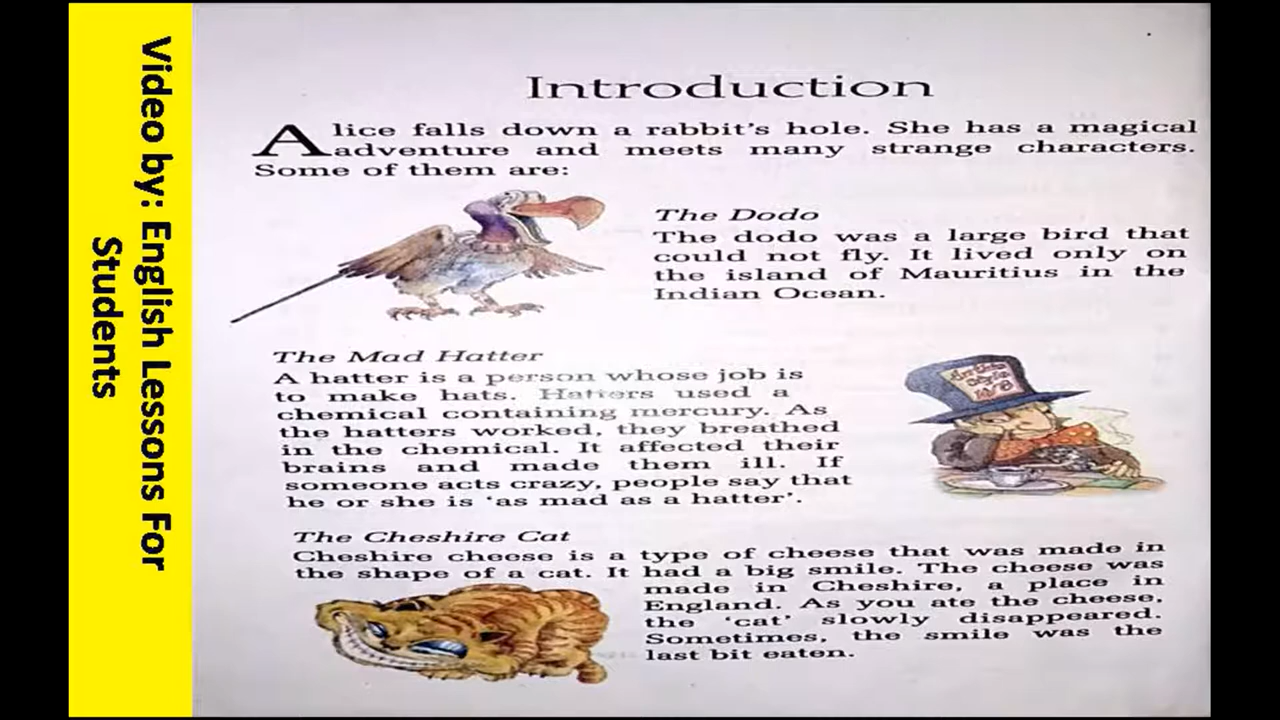 Video by: English Lessons For
Students
Introduction
Alice falls down a rabbit's hole. She has a magical
adventure and meets many strange characters.
Some of them are:
The Dodo
The dodo was a large bird that
could not fly. It lived only on
the island of Mauritius in the
Indian Ocean.
The Mad Hatter
A hatter is a person whose job is
to make hats. Hatters used a
chemical containing mercury. As
the hatters worked, they breathed
in the chemical. It affected their
brains and made them ill. If
someone acts crazy, people say that
he or she is 'as mad as a hatter'.
In this
Style
10/6
The Cheshire Cat
Cheshire cheese is a type of cheese that was made in
the shape of a cat. It had a big smile. The cheese was
made in Cheshire, a place in
England. As you ate the cheese,
the 'cat' slowly disappeared.
Sometimes, the smile was the
last bit eaten.